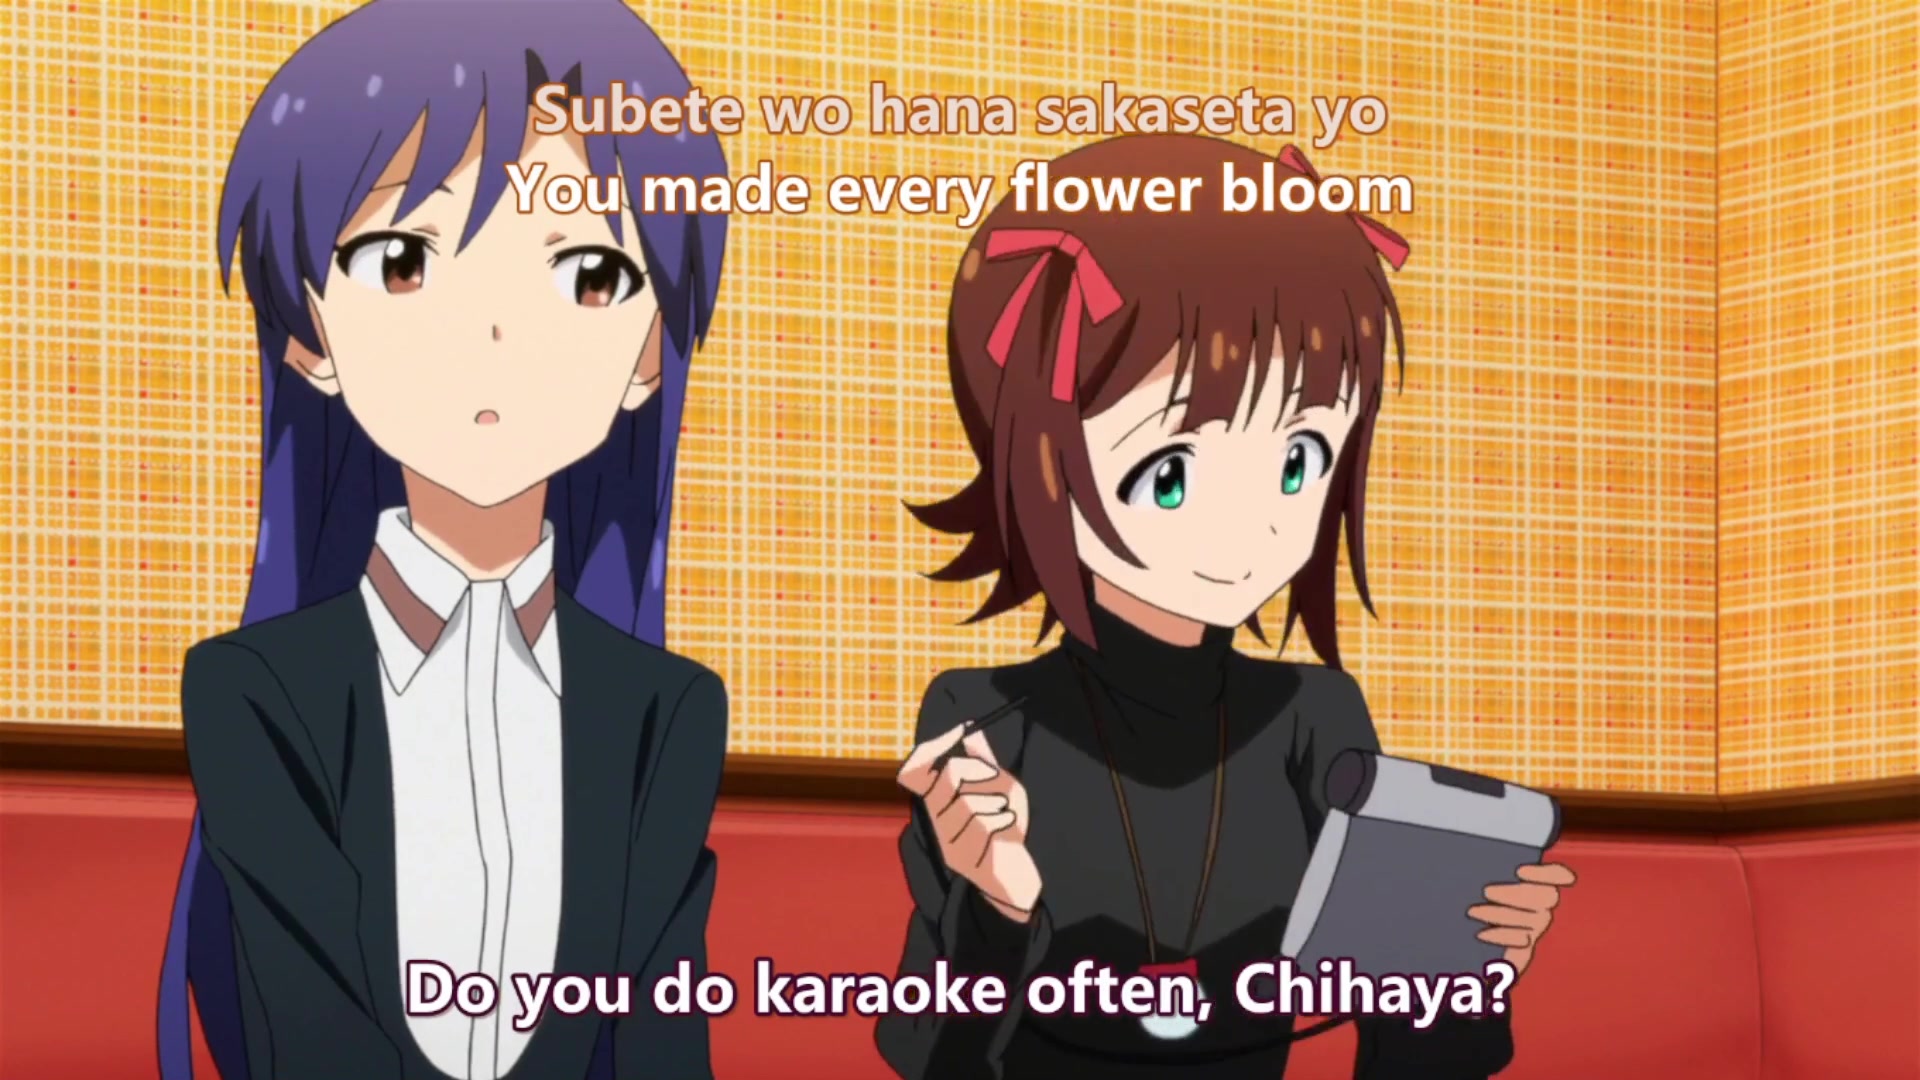 Subete wo hana sakaseta yo
You made every flower bloom
Do you do karaoke often, Chihaya?